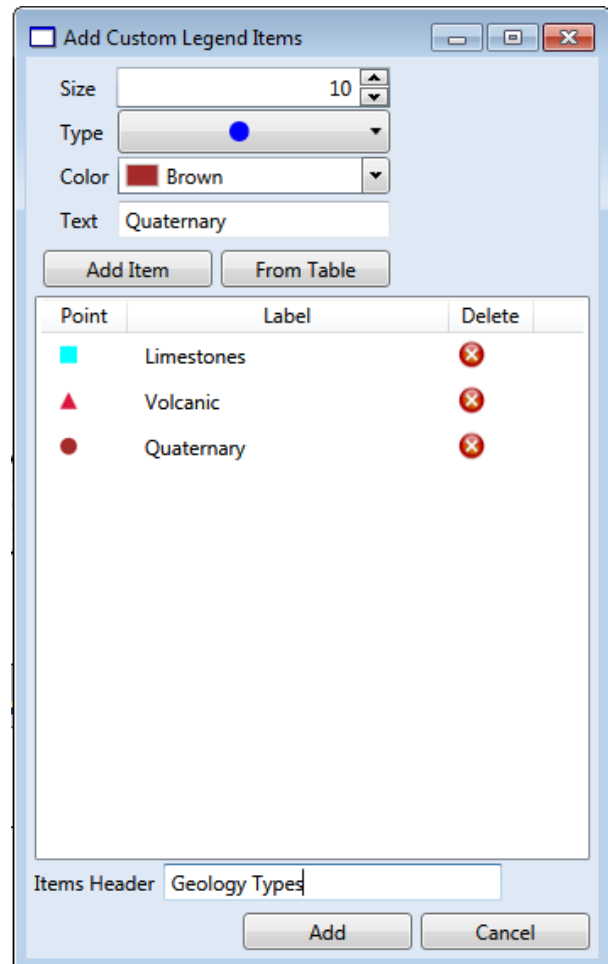 Add Custom Legend Items
Size 10
Type
Color Brown
Text Quaternary
Add Item From Table
Point Label Delete
Limestones
Volcanic
Quaternary
Items Header Geology Types
Add Cancel